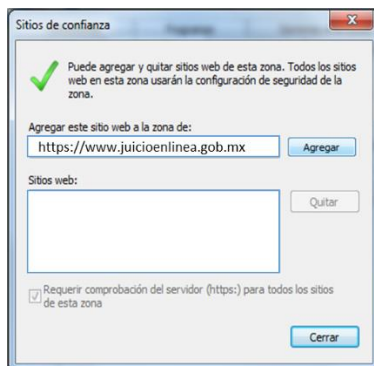 Sitios de confianza
Puede agregar y quitar sitios web de esta zona. Todos los sitios
web en esta zona usarán la configuración de seguridad de la
zona.
Agregar este sitio web a la zona de:
https://www.juicioenlinea.gob.mx
Agregar
Sitios web:
Quitar
Requerir comprobación del servidor (https:) para todos los sitios
de esta zona
Cerrar